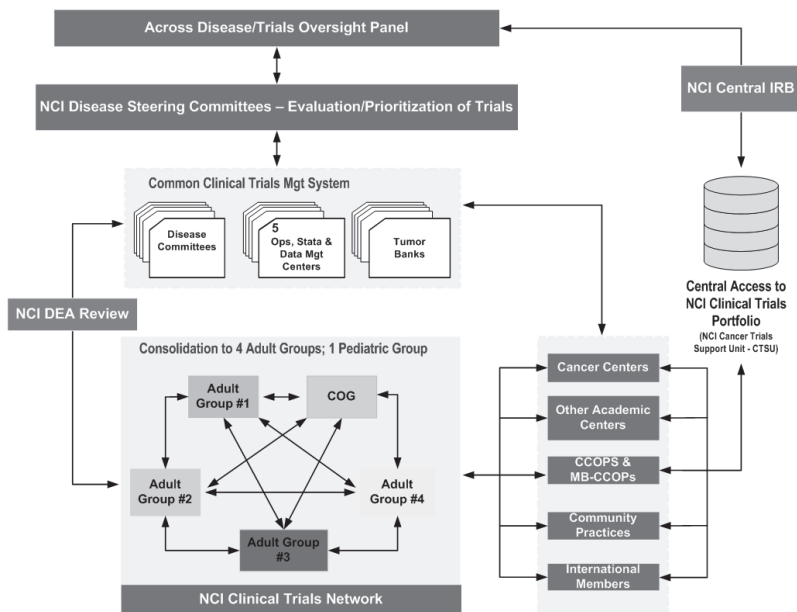 Across Disease/Trials Oversight Panel
NCI Disease Steering Committees – Evaluation/Prioritization of Trials
NCI Central IRB
Common Clinical Trials Mgt System
Disease
Committees
5
Ops, Stata &
Data Mgt
Centers
Tumor
Banks
Central Access to
NCI Clinical Trials
Portfolio
(NCI Cancer Trials
Support Unit - CTSU)
NCI DEA Review
Consolidation to 4 Adult Groups; 1 Pediatric Group
Adult
Group #1
COG
Adult
Group #2
Adult
Group #4
Adult Group
#3
NCI Clinical Trials Network
Cancer Centers
Other Academic
Centers
CCOPS &
MB-CCOPs
Community
Practices
International
Members